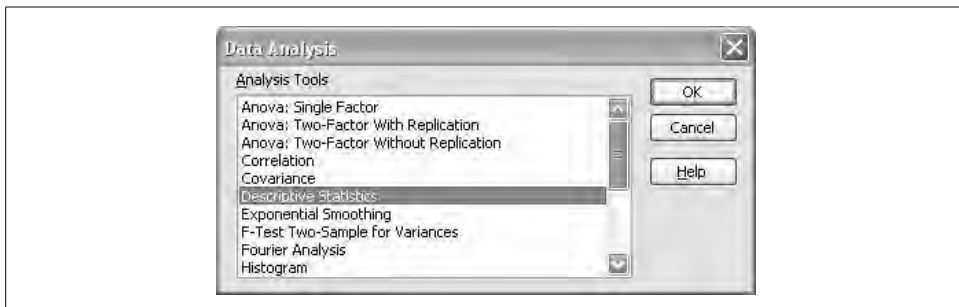 Data Analysis
Analysis Tools
Anova: Single Factor
Anova: Two-Factor With Replication
Anova: Two-Factor Without Replication
Correlation
Covariance
Descriptive Statistics
Exponential Smoothing
F-Test Two-Sample for Variances
Fourier Analysis
Histogram
OK
Cancel
Help